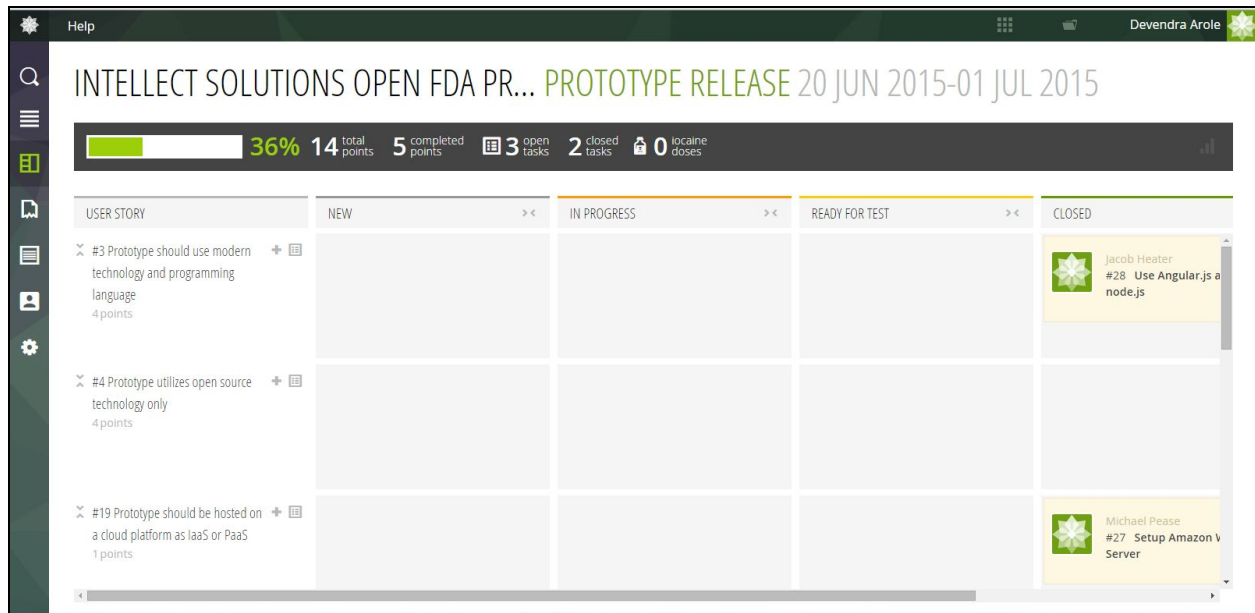 Help
Devendra Arole
INTELLECT SOLUTIONS OPEN FDA PR... PROTOTYPE RELEASE 20 JUN 2015-01 JUL 2015
36% 14 total points 5 completed points 3 open tasks 2 closed tasks 0 iocaine doses
USER STORY NEW IN PROGRESS READY FOR TEST CLOSED
#3 Prototype should use modern
technology and programming
language
4 points
Jacob Heater
#28 Use Angular.js a
node.js
#4 Prototype utilizes open source
technology only
4 points
#19 Prototype should be hosted on
a cloud platform as IaaS or PaaS
1 points
Michael Pease
#27 Setup Amazon
Server